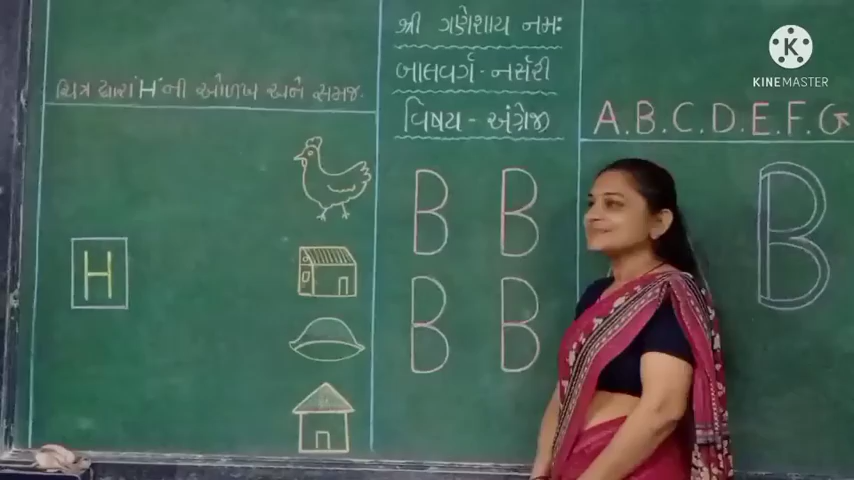 ચિત્ર દ્વારા H ની ઓળખ અને સમજ.
H
શ્રી ગણેશાય નમઃ
બાલવર્ગ - નર્સરી
વિષય - અંગ્રેજી
B B
B B
A.B.C.D.E.F.G
B
K
KINEMASTER